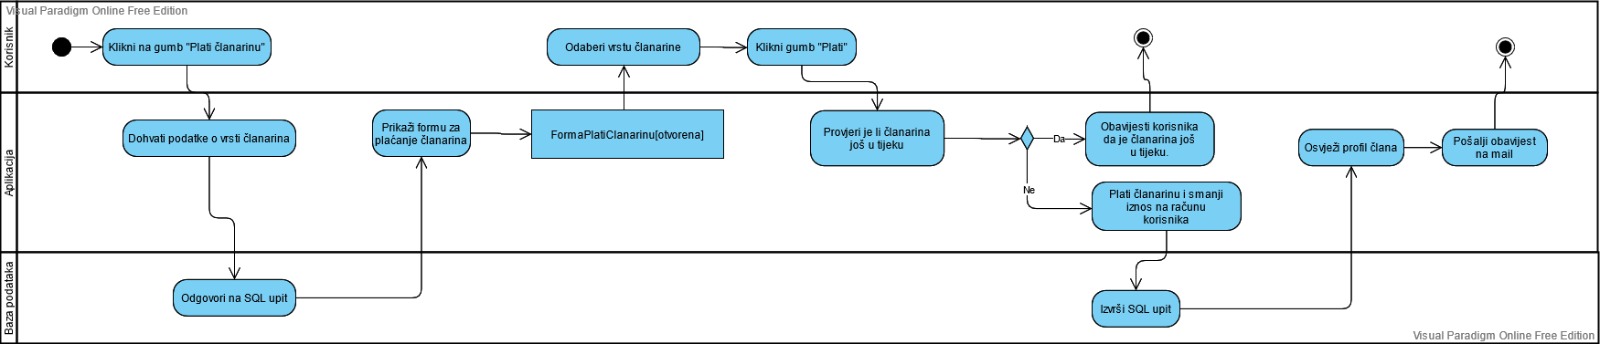 Visual Paradigm Online Free Edition
Korisnik
Klikni na gumb "Plati članarinu"
Odaberi vrstu članarine
Klikni gumb "Plati"
Aplikacija
Dohvati podatke o vrsti članarina
Prikaži formu za
plaćanje članarina
FormaPlatiClanarinu[otvorena]
Provjeri je li članarina
još u tijeku
Da
Ne
Obavijesti korisnika
da je članarina još
u tijeku.
Plati članarinu i smanji
iznos na računu
korisnika
Osvježi profil člana
Pošalji obavijest
na mail
Baza podataka
Odgovori na SQL upit
Izvrši SQL upit
Visual Paradigm Online Free Edition